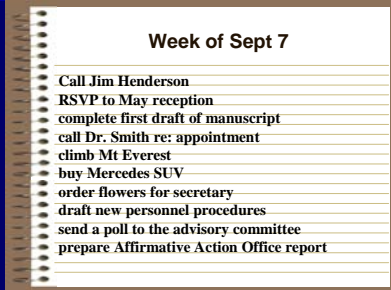 Week of Sept 7
Call Jim Henderson
RSVP to May reception
complete first draft of manuscript
call Dr. Smith re: appointment
climb Mt Everest
buy Mercedes SUV
order flowers for secretary
draft new personnel procedures
send a poll to the advisory committee
prepare Affirmative Action Office report